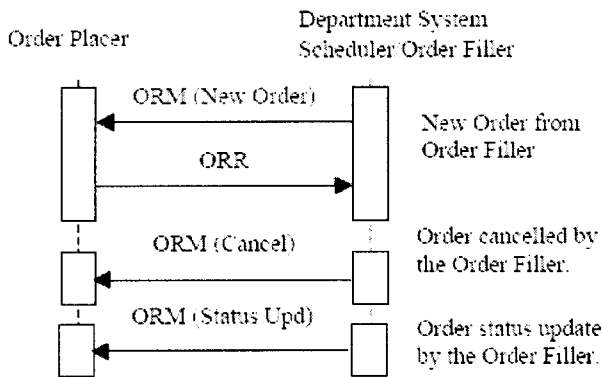 Order Placer
Department System
Scheduler/Order Filler
ORM (New Order)
New Order from
Order Filler
ORR
ORM (Cancel)
Order cancelled by
the Order Filler.
ORM (Status Upd)
Order status update
by the Order Filler.